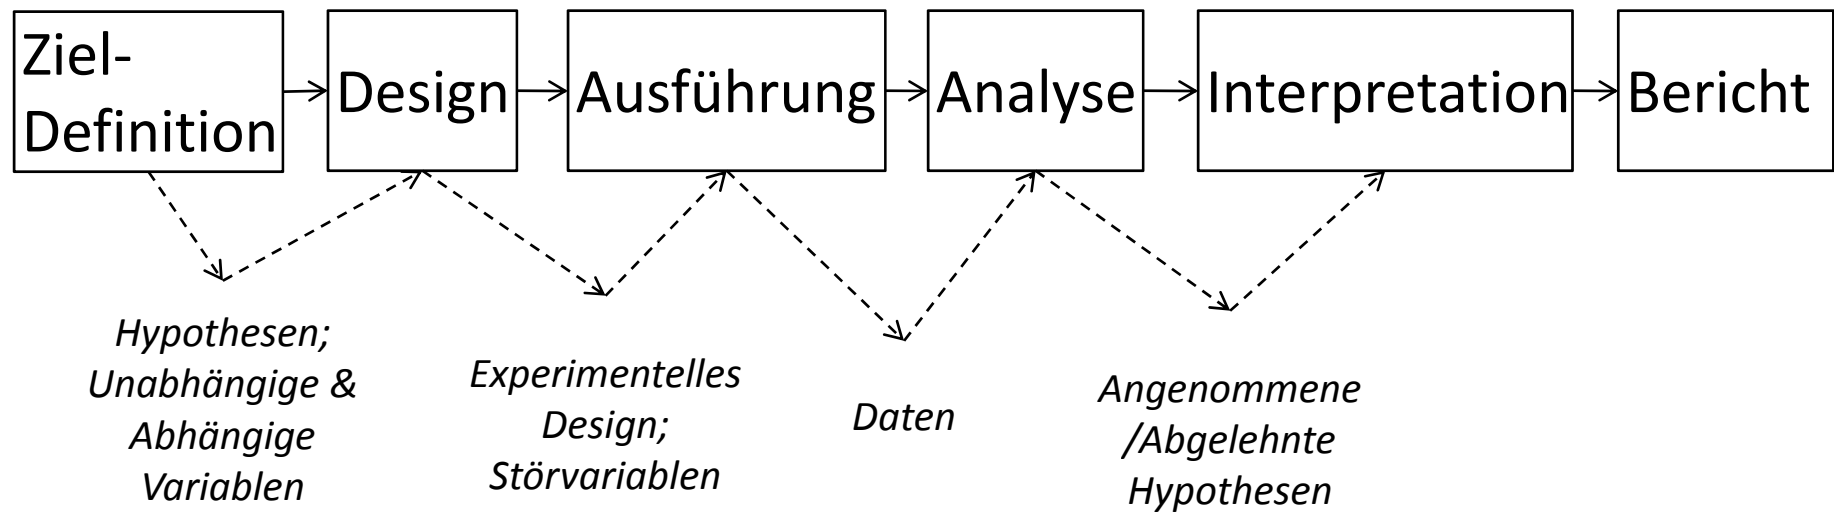 Ziel-
Definition
Design
Ausführung
Analyse
Interpretation
Bericht
Hypothesen;
Unabhängige &
Abhängige
Variablen
Experimentelles
Design;
Störvariablen
Daten
Angenommene
/Abgelehnte
Hypothesen